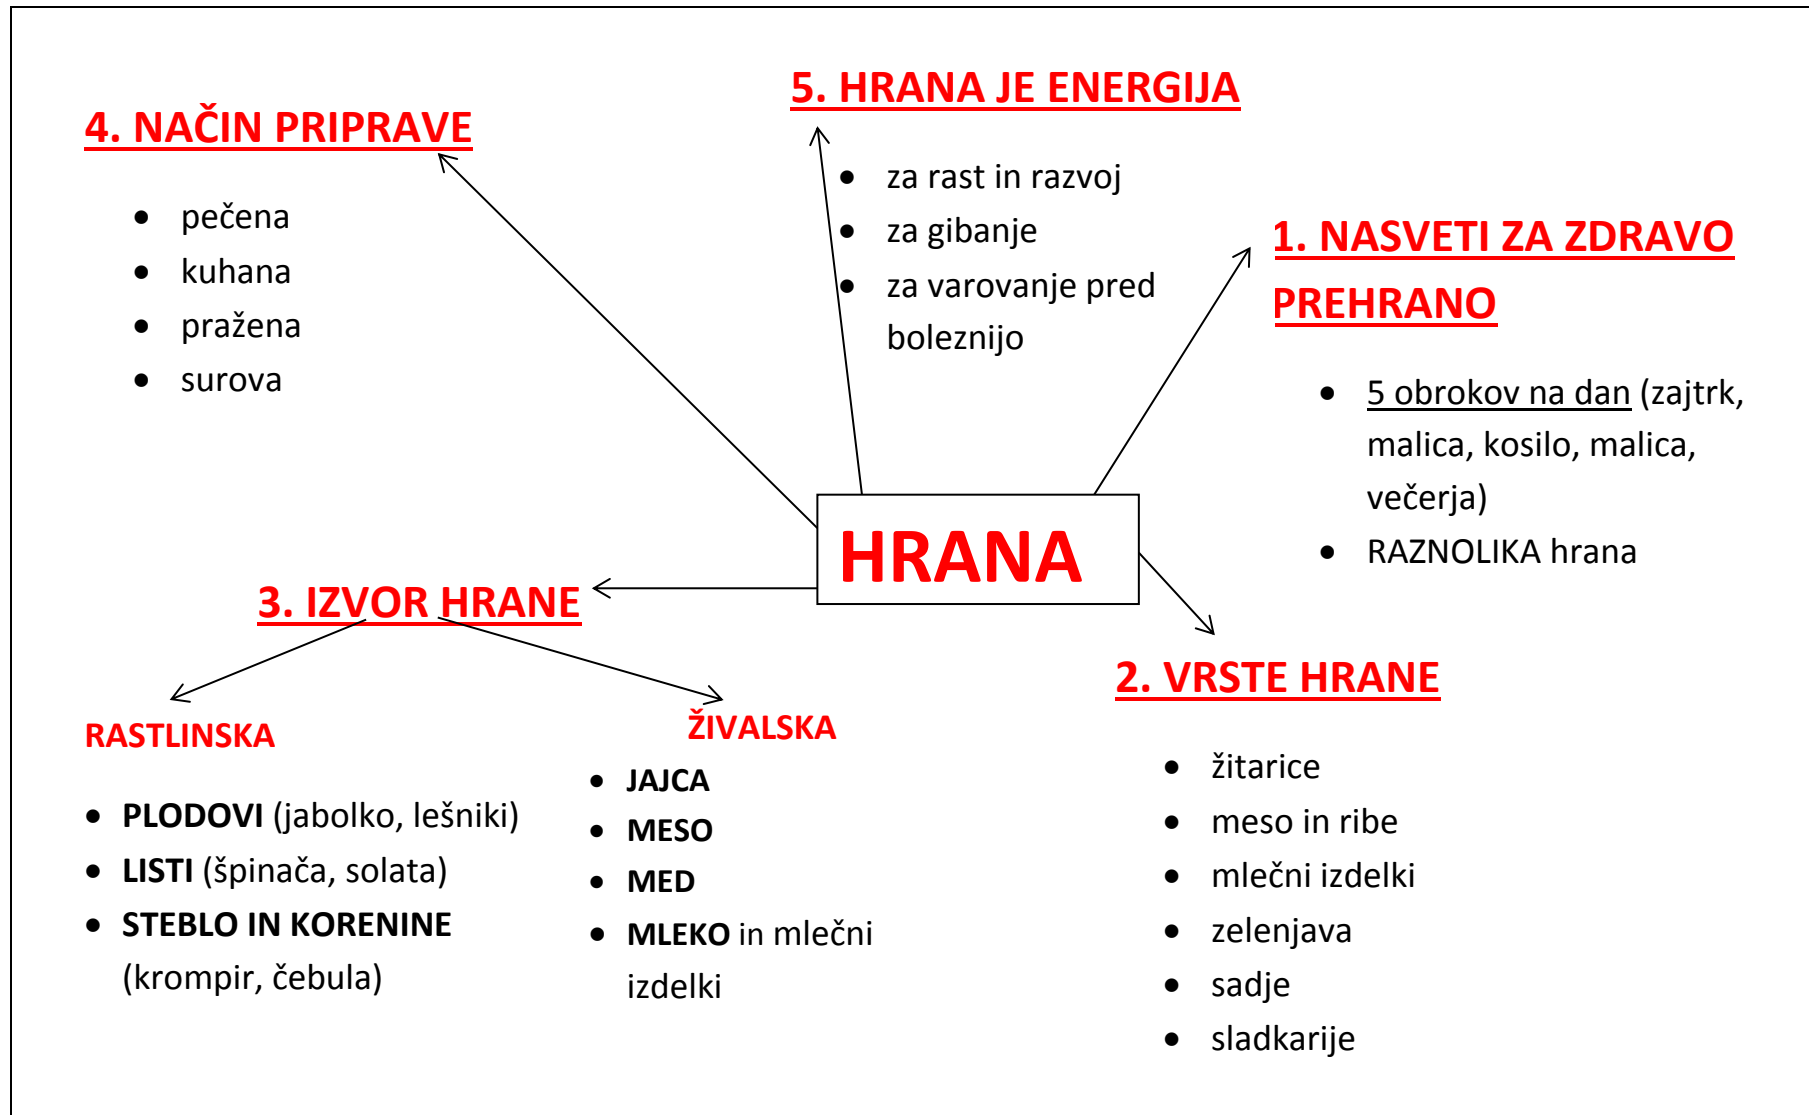 5. HRANA JE ENERGIJA
• za rast in razvoj
• za gibanje
• za varovanje pred
boleznijo
4. NAČIN PRIPRAVE
• pečena
• kuhana
• pražena
• surova
1. NASVETI ZA ZDRAVO
PREHRANO
• 5 obrokov na dan (zajtrk,
malica, kosilo, malica,
večerja)
• RAZNOLIKA hrana
HRANA
3. IZVOR HRANE
RASTLINSKA
• PLODOVI (jabolko, lešniki)
• LISTI (špinača, solata)
• STEBLO IN KORENINE
(krompir, čebula)
ŽIVALSKA
• JAJCA
• MESO
• MED
• MLEKO in mlečni
izdelki
2. VRSTE HRANE
• žitarice
• meso in ribe
• mlečni izdelki
• zelenjava
• sadje
• sladkarije